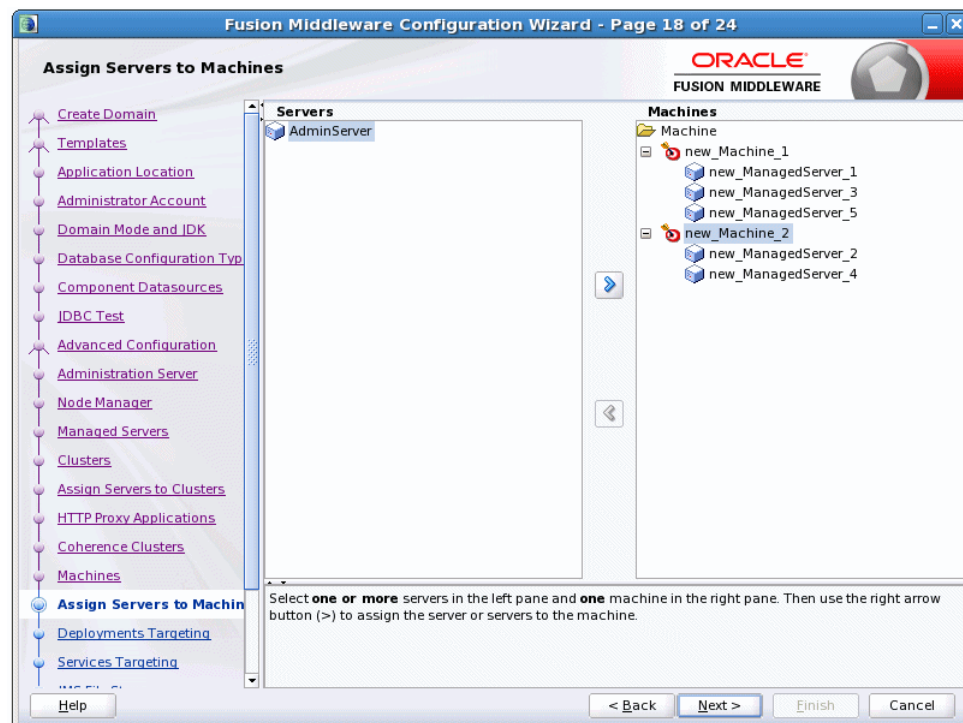 Fusion Middleware Configuration Wizard - Page 18 of 24
Assign Servers to Machines
ORACLE
FUSION MIDDLEWARE
Create Domain
Templates
Application Location
Administrator Account
Domain Mode and JDK
Database Configuration Typ
Component Datasources
JDBC Test
Advanced Configuration
Administration Server
Node Manager
Managed Servers
Clusters
Assign Servers to Clusters
HTTP Proxy Applications
Coherence Clusters
Machines
Assign Servers to Machin
Deployments Targeting
Services Targeting
Servers
AdminServer
Machines
Machine
new_Machine_1
new_ManagedServer_1
new_ManagedServer_3
new_ManagedServer_5
new_Machine_2
new_ManagedServer_2
new_ManagedServer_4
Select one or more servers in the left pane and one machine in the right pane. Then use the right arrow
button (>) to assign the server or servers to the machine.
Help
< Back
Next >
Finish
Cancel